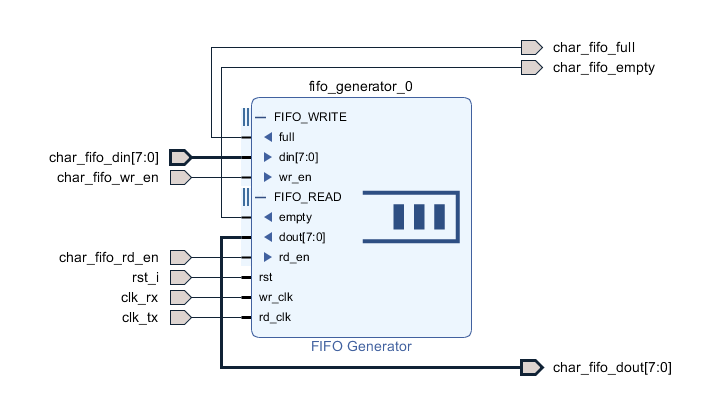 char_fifo_full
char_fifo_empty
fifo_generator_0
FIFO_WRITE
full
char_fifo_din[7:0]
din[7:0]
char_fifo_wr_en
wr_en
FIFO_READ
empty
dout[7:0]
char_fifo_rd_en
rd_en
rst_i
rst
clk_rx
wr_clk
clk_tx
rd_clk
FIFO Generator
char_fifo_dout[7:0]